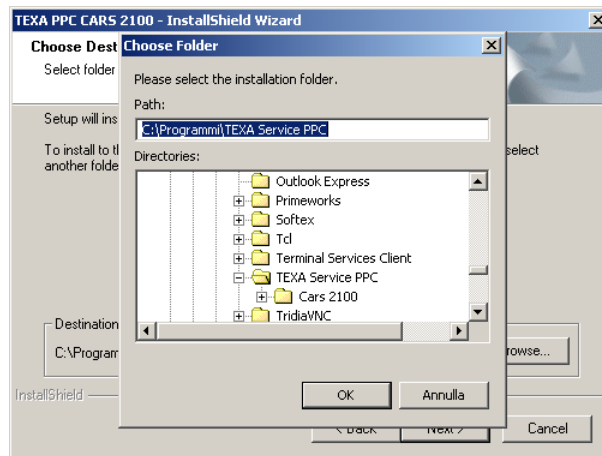 TEXA PPC CARS 2100 - InstallShield Wizard
Choose Dest
Select folder
Setup will ins
To install to t
select
another folde
Destination
C:\Program
rowse...
InstallShield
< Back
Next >
Cancel
Choose Folder
Please select the installation folder.
Path:
C:\Programmi\TEXA Service PPC
Directories:
Outlook Express
Primeworks
Softex
Tcl
Terminal Services Client
TEXA Service PPC
Cars 2100
TridiaVNC
OK
Annulla